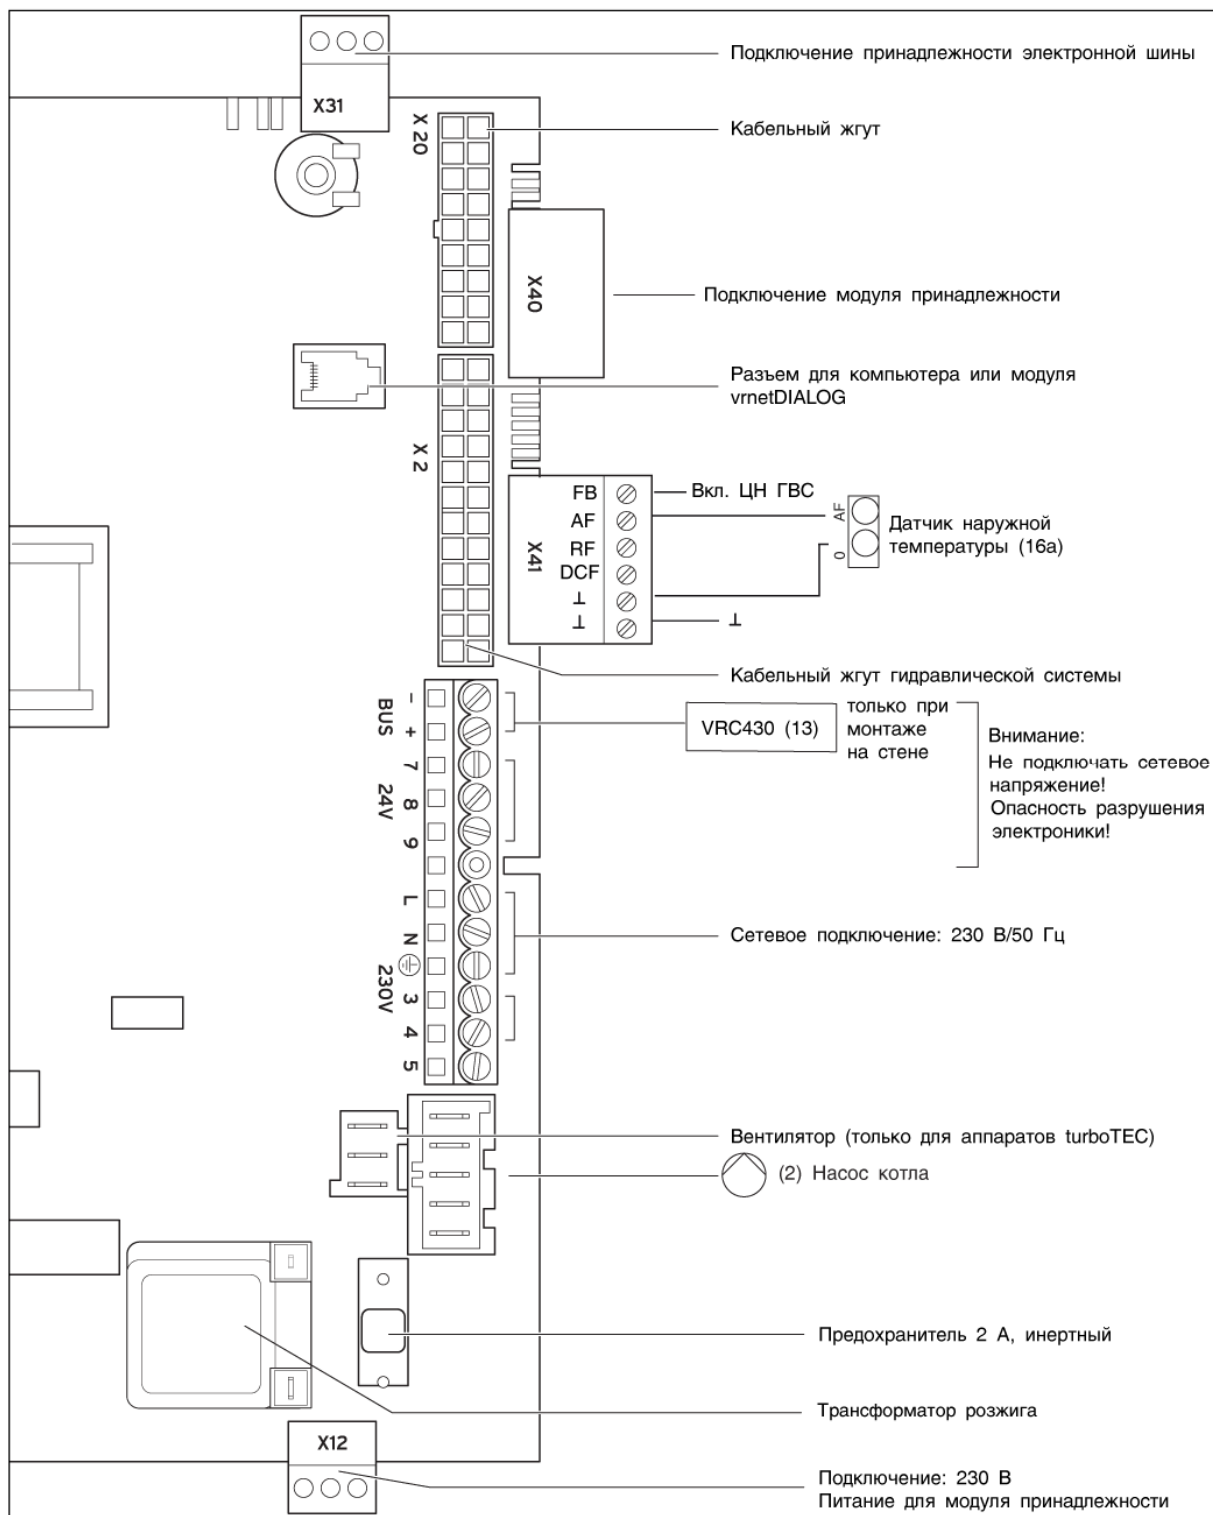 Подключение принадлежности электронной шины
X31
X 20
Кабельный жгут
X40
Подключение модуля принадлежности
Разъем для компьютера или модуля
vrnetDIALOG
X 2
X41
FB
AF
RF
DCF
⊥
⊥
Вкл. ЦН ГВС
AF
0
Датчик наружной
температуры (16a)
⊥
Кабельный жгут гидравлической системы
BUS
−
+
24V
7
8
9
VRC430 (13)
только при
монтаже
на стене
Внимание:
Не подключать сетевое
напряжение!
Опасность разрушения
электроники!
L
N
230V
3
4
5
Сетевое подключение: 230 В/50 Гц
Вентилятор (только для аппаратов turboTEC)
(2) Насос котла
Предохранитель 2 А, инертный
Трансформатор розжига
X12
Подключение: 230 В
Питание для модуля принадлежности